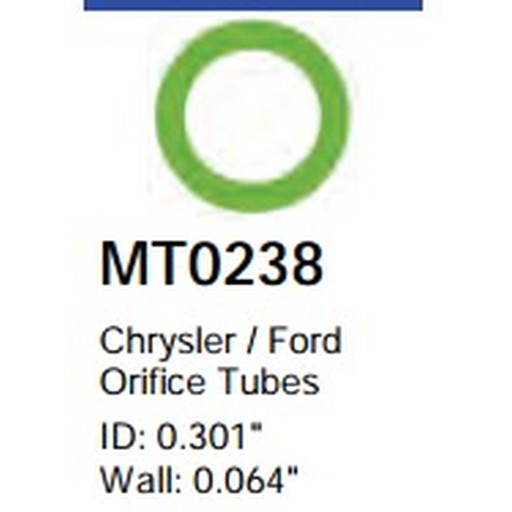 MT0238
Chrysler / Ford
Orifice Tubes
ID: 0.301"
Wall: 0.064"